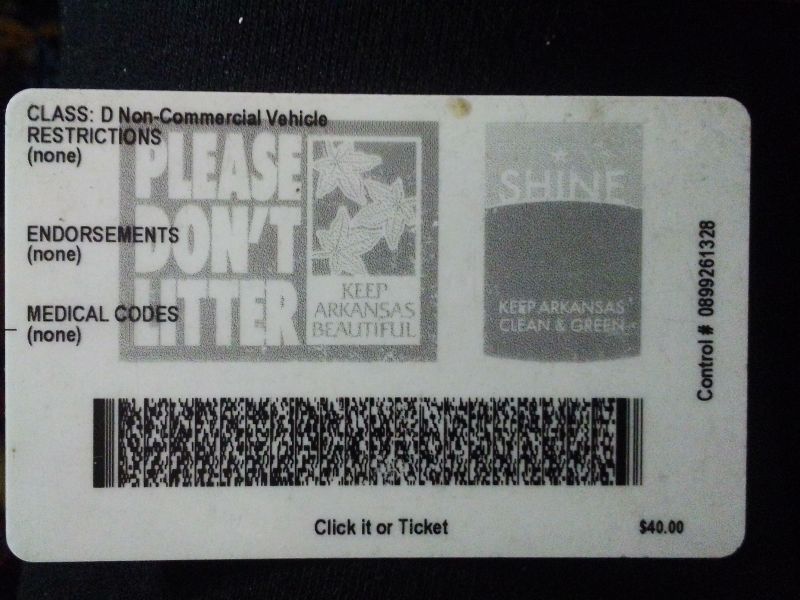 CLASS: D Non-Commercial Vehicle
RESTRICTIONS
(none)
ENDORSEMENTS
(none)
MEDICAL CODES
(none)
PLEASE
DON'T
LITTER
KEEP
ARKANSAS
BEAUTIFUL
SHINE
KEEP ARKANSAS
CLEAN & GREEN
Control # 0899261328
Click it or Ticket
$40.00